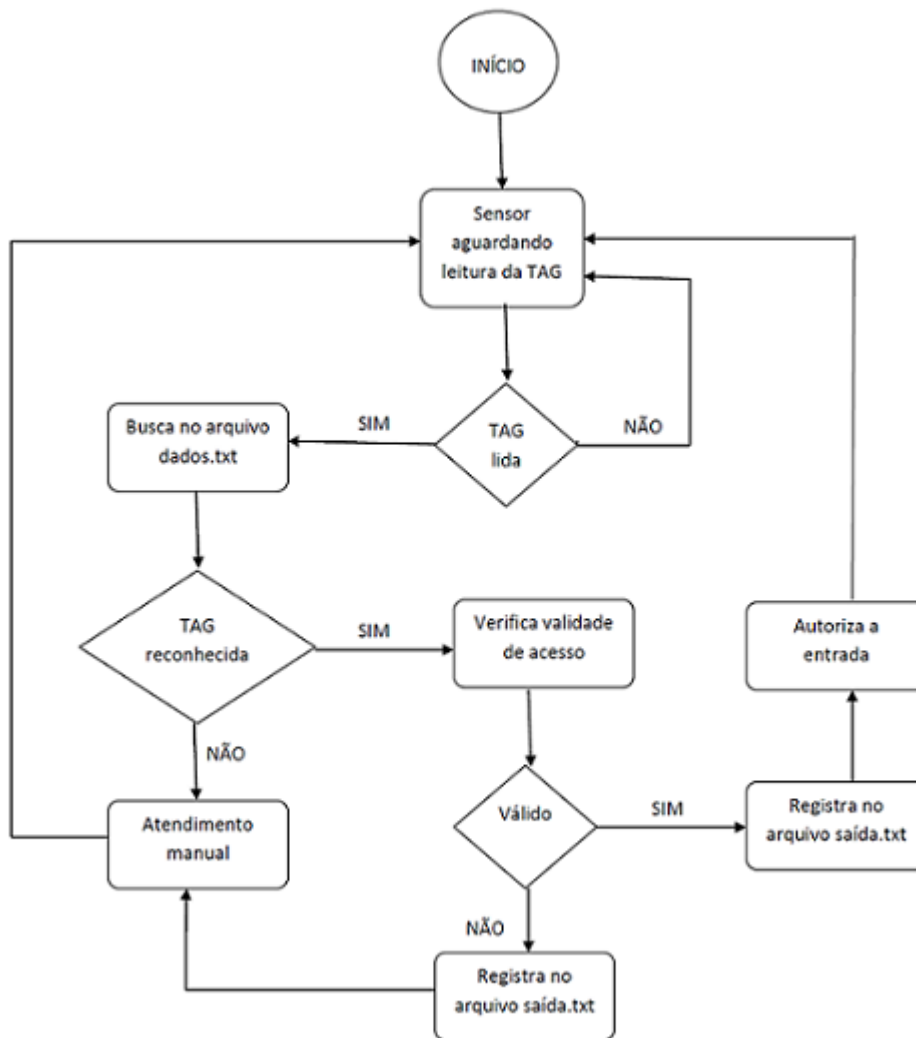 INÍCIO
Sensor
aguardando
leitura da TAG
TAG
lida
SIM
NÃO
Busca no arquivo
dados.txt
TAG
reconhecida
SIM
NÃO
Verifica validade
de acesso
Autoriza a
entrada
Válido
SIM
NÃO
Registra no
arquivo saída.txt
Atendimento
manual
Registra no
arquivo saída.txt